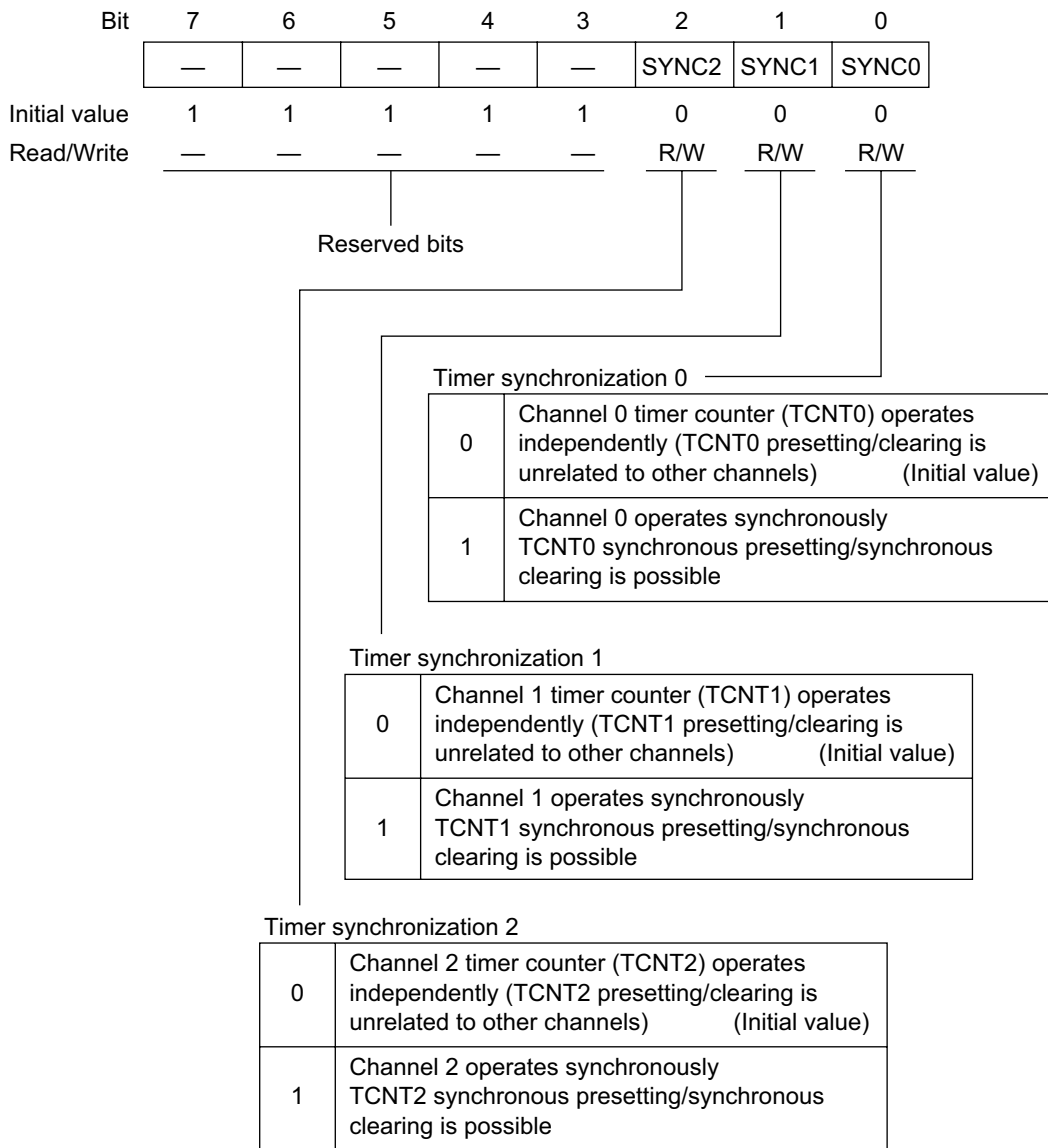 Bit 7 6 5 4 3 2 1 0
— — — — — SYNC2 SYNC1 SYNC0
Initial value 1 1 1 1 1 0 0 0
Read/Write — — — — — R/W R/W R/W
Reserved bits
Timer synchronization 0
0 Channel 0 timer counter (TCNT0) operates
independently (TCNT0 presetting/clearing is
unrelated to other channels) (Initial value)
1 Channel 0 operates synchronously
TCNT0 synchronous presetting/synchronous
clearing is possible
Timer synchronization 1
0 Channel 1 timer counter (TCNT1) operates
independently (TCNT1 presetting/clearing is
unrelated to other channels) (Initial value)
1 Channel 1 operates synchronously
TCNT1 synchronous presetting/synchronous
clearing is possible
Timer synchronization 2
0 Channel 2 timer counter (TCNT2) operates
independently (TCNT2 presetting/clearing is
unrelated to other channels) (Initial value)
1 Channel 2 operates synchronously
TCNT2 synchronous presetting/synchronous
clearing is possible